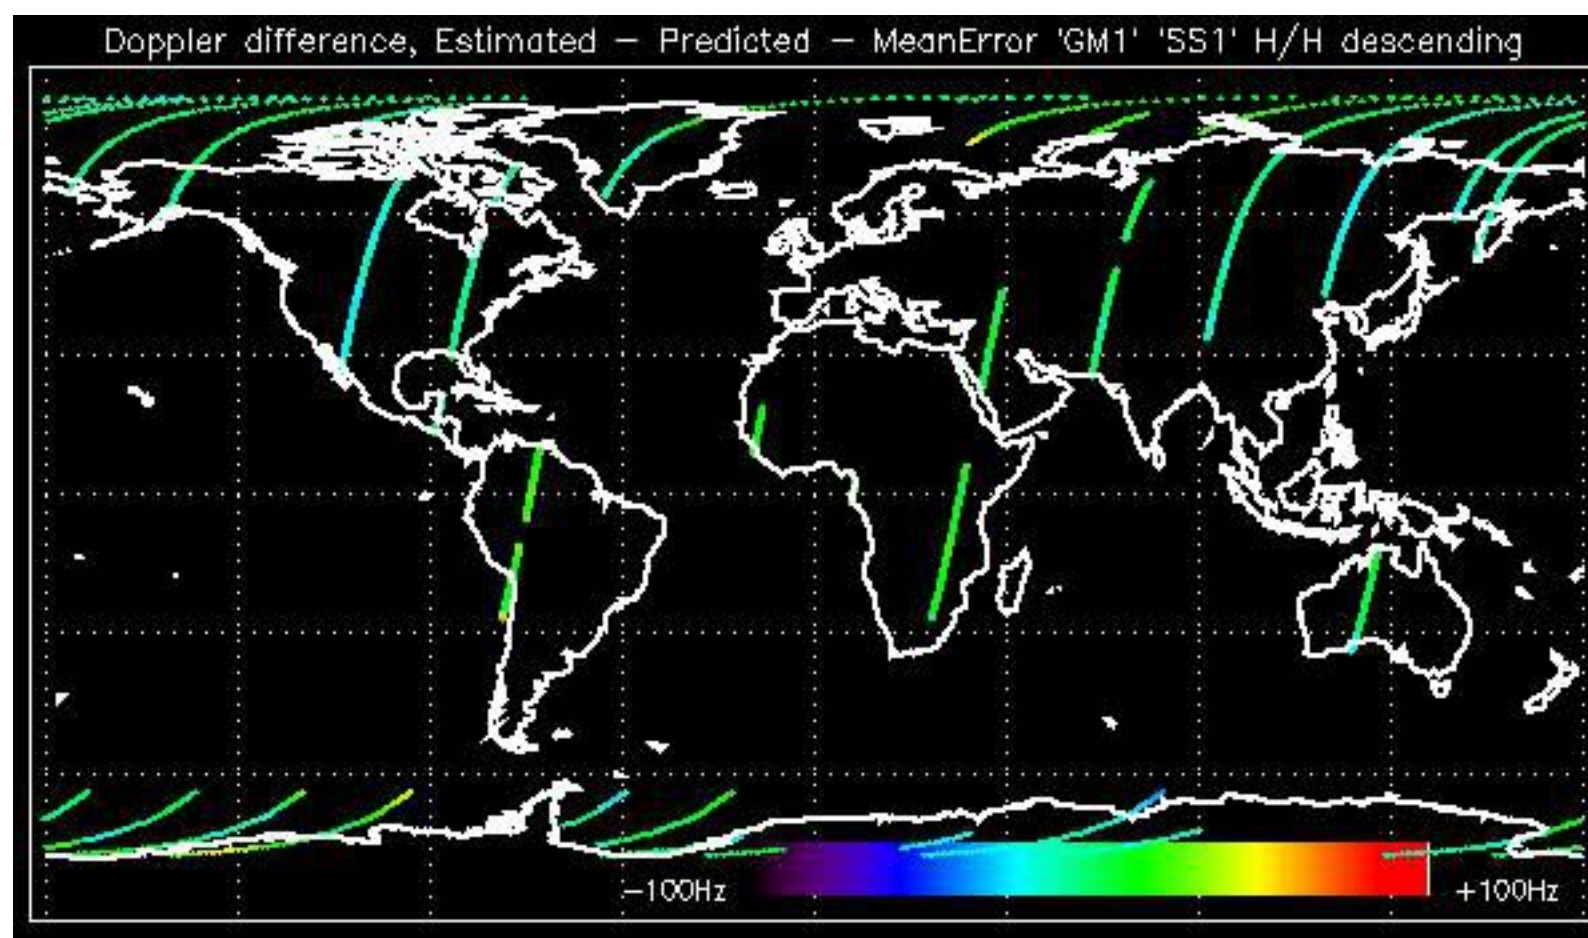 Doppler difference, Estimated – Predicted – MeanError 'GM1' 'SS1' H/H descending
–100Hz +100Hz